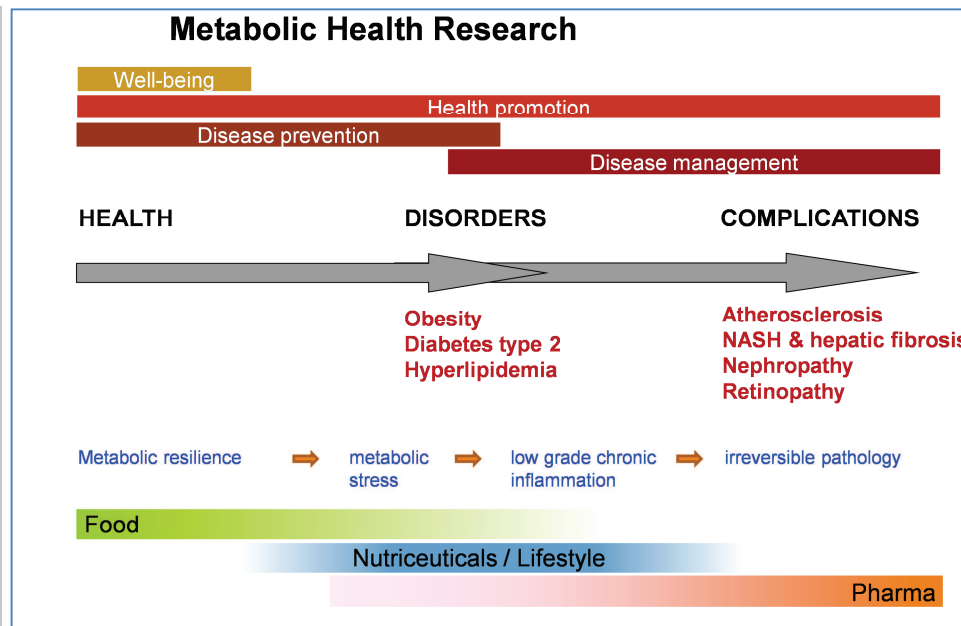 Metabolic Health Research
Well-being
Health promotion
Disease prevention
Disease management
HEALTH
DISORDERS
COMPLICATIONS
Obesity
Diabetes type 2
Hyperlipidemia
Atherosclerosis
NASH & hepatic fibrosis
Nephropathy
Retinopathy
Metabolic resilience
metabolic
stress
low grade chronic
inflammation
irreversible pathology
Food
Nutriceuticals / Lifestyle
Pharma